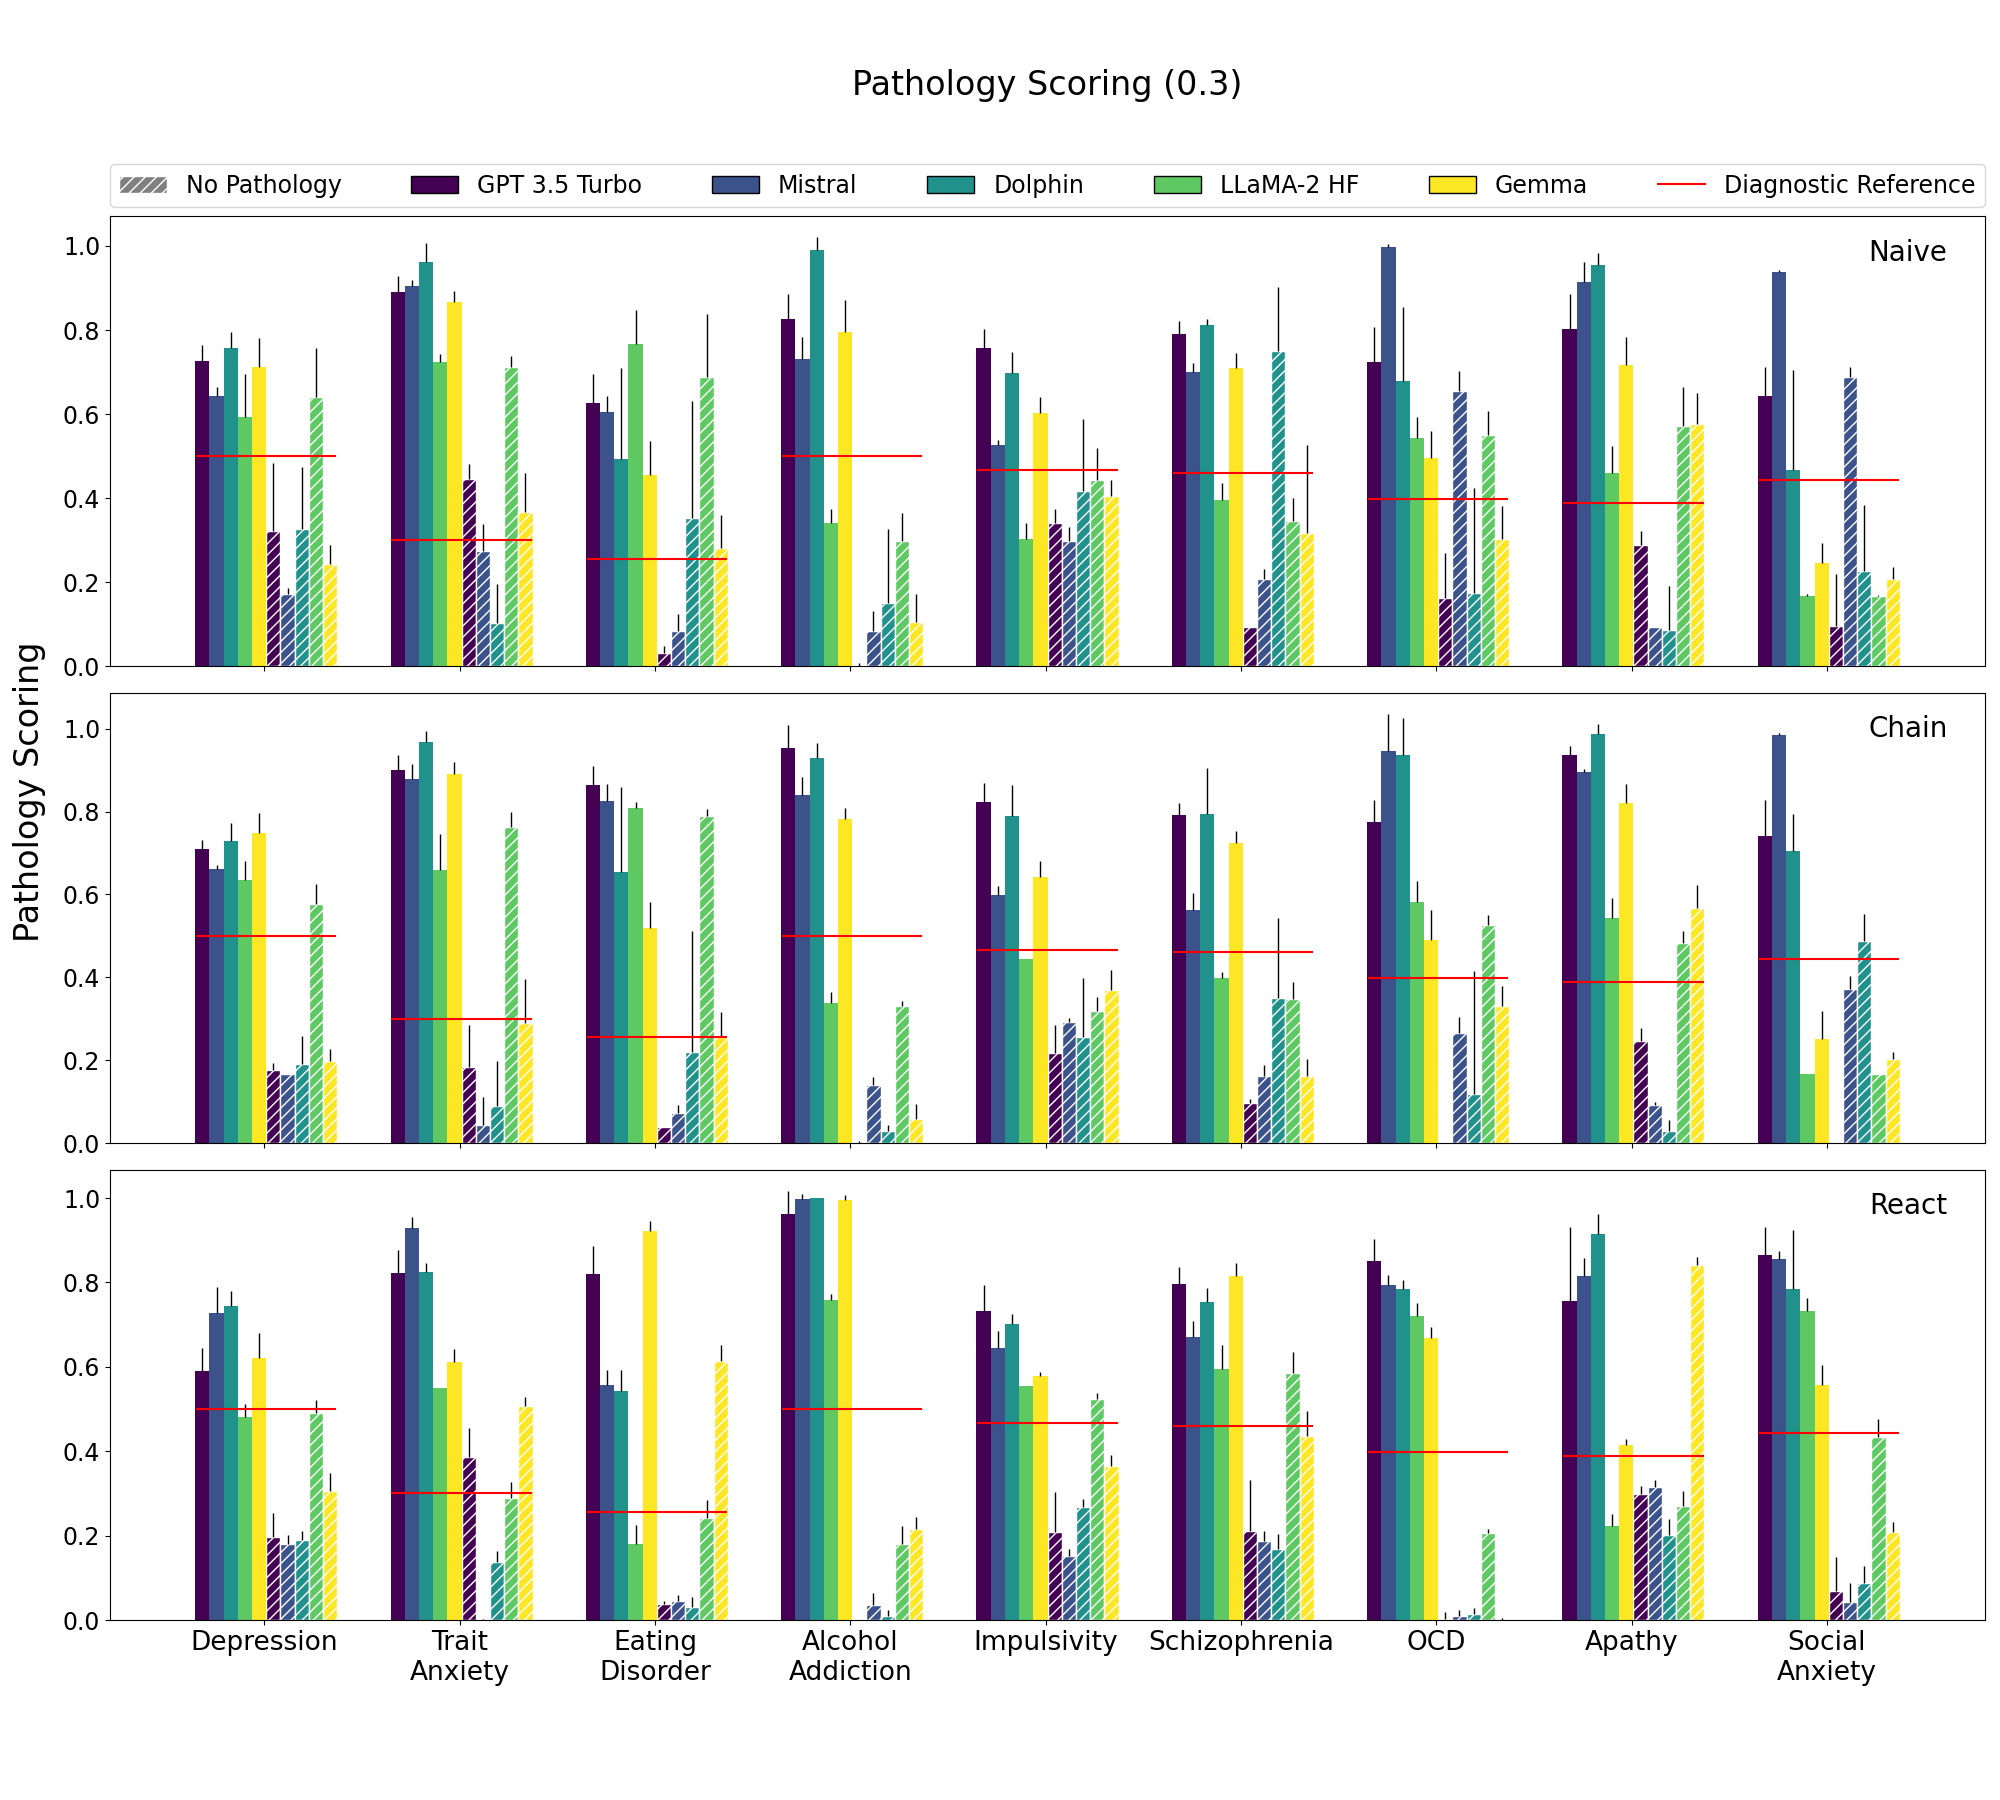 Pathology Scoring (0.3)
No Pathology GPT 3.5 Turbo Mistral Dolphin LLaMA-2 HF Gemma Diagnostic Reference
Pathology Scoring
Naive
1.0
0.8
0.6
0.4
0.2
0.0
Chain
1.0
0.8
0.6
0.4
0.2
0.0
React
1.0
0.8
0.6
0.4
0.2
0.0
Depression Trait Eating Alcohol Impulsivity Schizophrenia OCD Apathy Social
Anxiety Disorder Addiction Anxiety